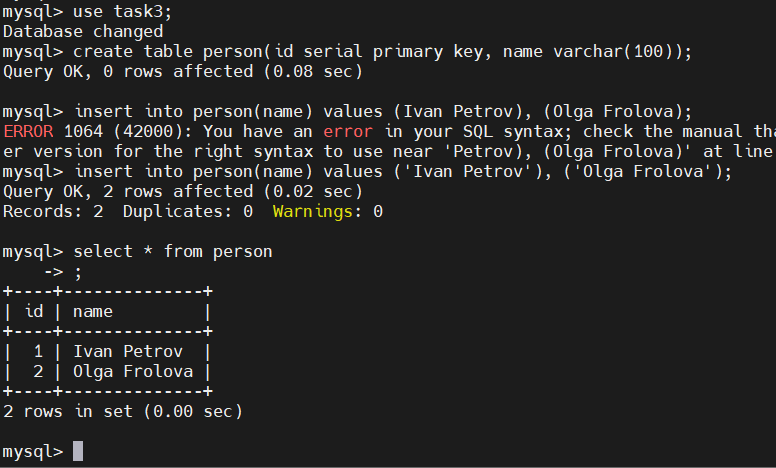 mysql> use task3;
Database changed
mysql> create table person(id serial primary key, name varchar(100));
Query OK, 0 rows affected (0.08 sec)
mysql> insert into person(name) values (Ivan Petrov), (Olga Frolova);
ERROR 1064 (42000): You have an error in your SQL syntax; check the manual tha
er version for the right syntax to use near 'Petrov), (Olga Frolova)' at line
mysql> insert into person(name) values ('Ivan Petrov'), ('Olga Frolova');
Query OK, 2 rows affected (0.02 sec)
Records: 2  Duplicates: 0  Warnings: 0
mysql> select * from person
    -> ;
+----+--------------+
| id | name         |
+----+--------------+
|  1 | Ivan Petrov  |
|  2 | Olga Frolova |
+----+--------------+
2 rows in set (0.00 sec)
mysql>